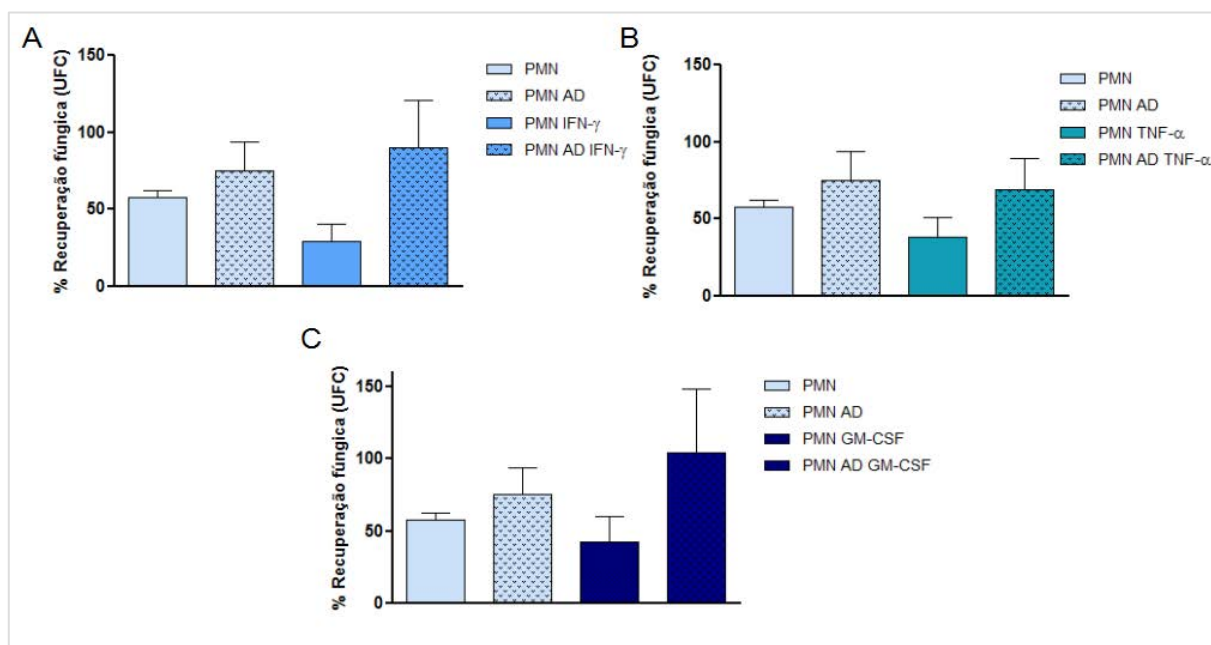 A
% Recuperação fúngica (UFC)
150
100
50
0
PMN
PMN AD
PMN IFN-γ
PMN AD IFN-γ
B
% Recuperação fúngica (UFC)
150
100
50
0
PMN
PMN AD
PMN TNF-α
PMN AD TNF-α
C
% Recuperação fúngica (UFC)
150
100
50
0
PMN
PMN AD
PMN GM-CSF
PMN AD GM-CSF